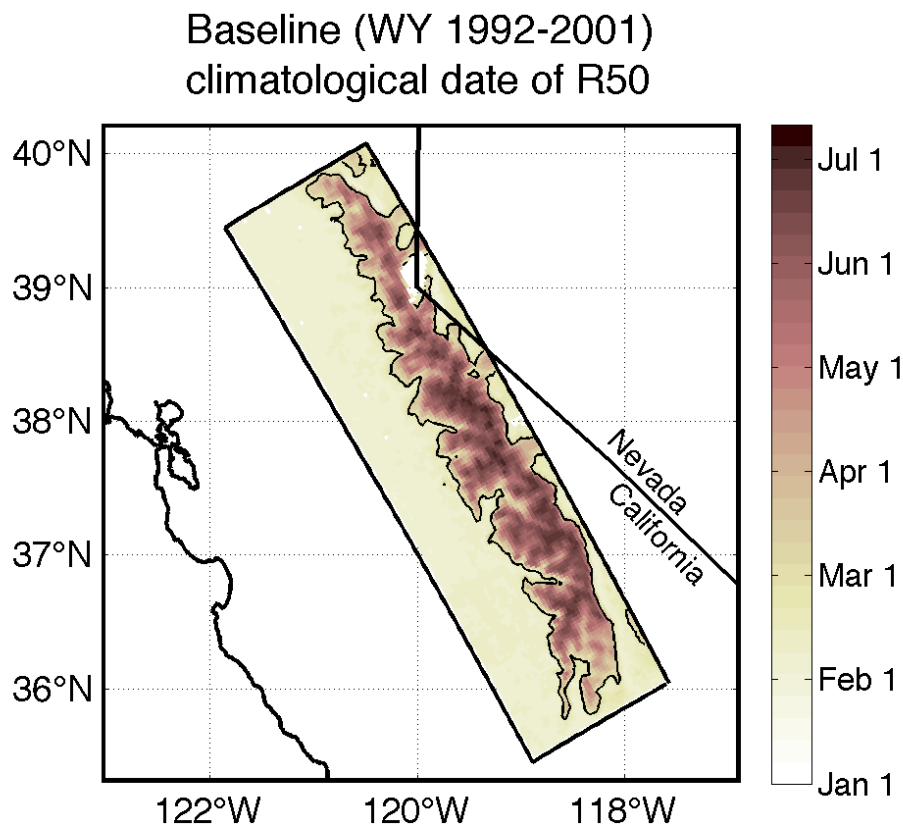 Baseline (WY 1992-2001)
climatological date of R50
40°N
39°N
38°N
37°N
36°N
122°W
120°W
118°W
Nevada
California
Jul 1
Jun 1
May 1
Apr 1
Mar 1
Feb 1
Jan 1